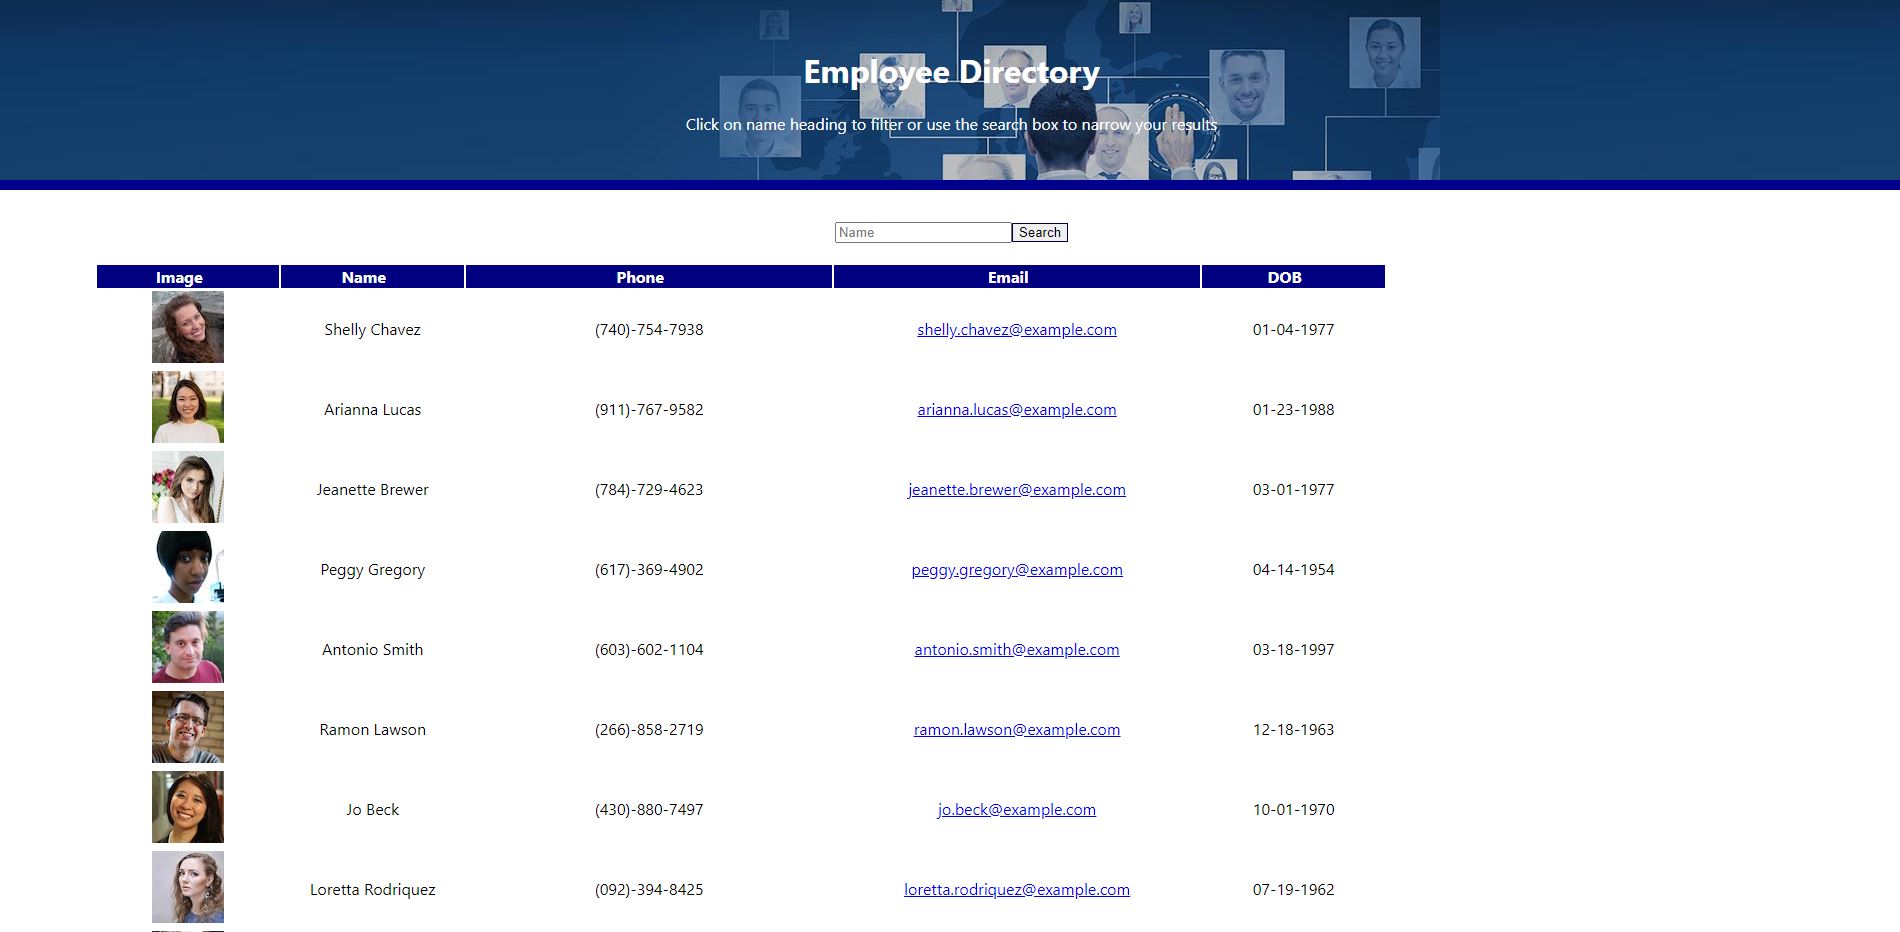 Employee Directory
Click on name heading to filter or use the search box to narrow your results
Name Search
Image Name Phone Email DOB
Shelly Chavez (740)-754-7938 shelly.chavez@example.com 01-04-1977
Arianna Lucas (911)-767-9582 arianna.lucas@example.com 01-23-1988
Jeanette Brewer (784)-729-4623 jeanette.brewer@example.com 03-01-1977
Peggy Gregory (617)-369-4902 peggy.gregory@example.com 04-14-1954
Antonio Smith (603)-602-1104 antonio.smith@example.com 03-18-1997
Ramon Lawson (266)-858-2719 ramon.lawson@example.com 12-18-1963
Jo Beck (430)-880-7497 jo.beck@example.com 10-01-1970
Loretta Rodriquez (092)-394-8425 loretta.rodriquez@example.com 07-19-1962